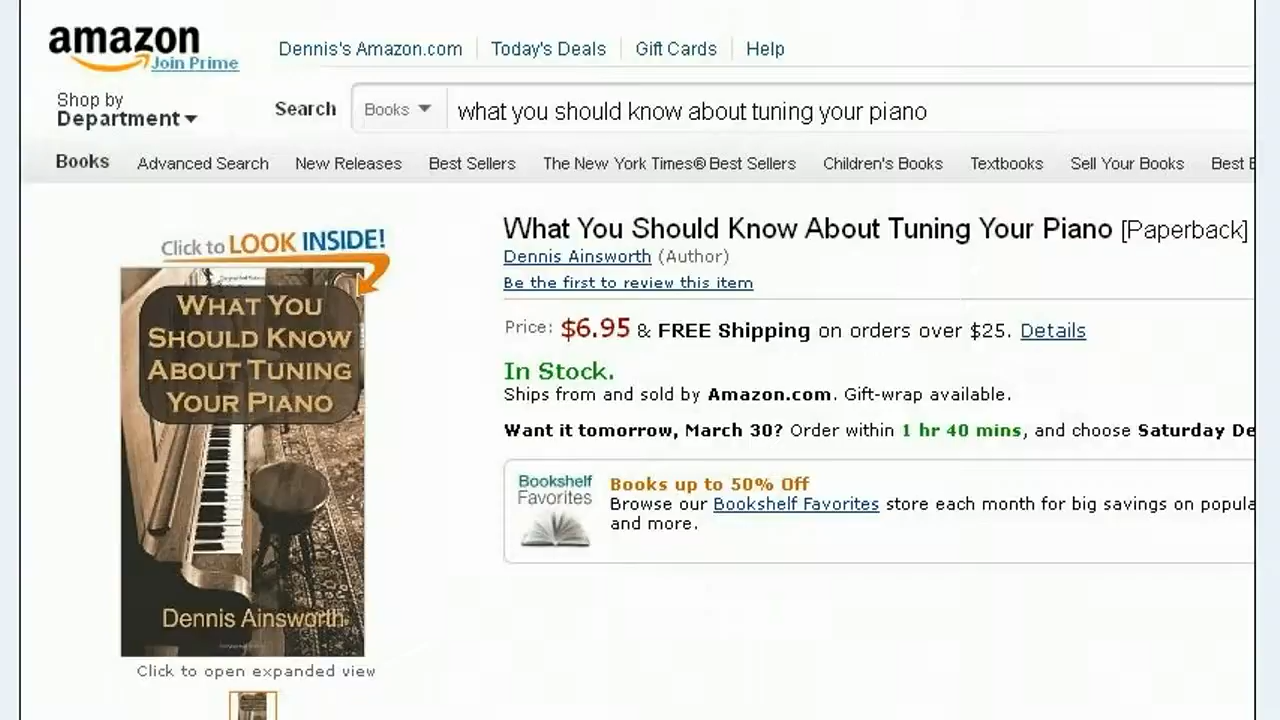 amazon
Join Prime
Dennis's Amazon.com
Today's Deals
Gift Cards
Help
Shop by
Department
Search
Books
what you should know about tuning your piano
Books
Advanced Search
New Releases
Best Sellers
The New York Times® Best Sellers
Children's Books
Textbooks
Sell Your Books
Best
Click to LOOK INSIDE!
WHAT YOU
SHOULD KNOW
ABOUT TUNING
YOUR PIANO
Dennis Ainsworth
Click to open expanded view
What You Should Know About Tuning Your Piano [Paperback]
Dennis Ainsworth (Author)
Be the first to review this item
Price: $6.95 & FREE Shipping on orders over $25. Details
In Stock.
Ships from and sold by Amazon.com. Gift-wrap available.
Want it tomorrow, March 30? Order within 1 hr 40 mins, and choose Saturday De
Bookshelf
Favorites
Books up to 50% Off
Browse our Bookshelf Favorites store each month for big savings on popula
and more.